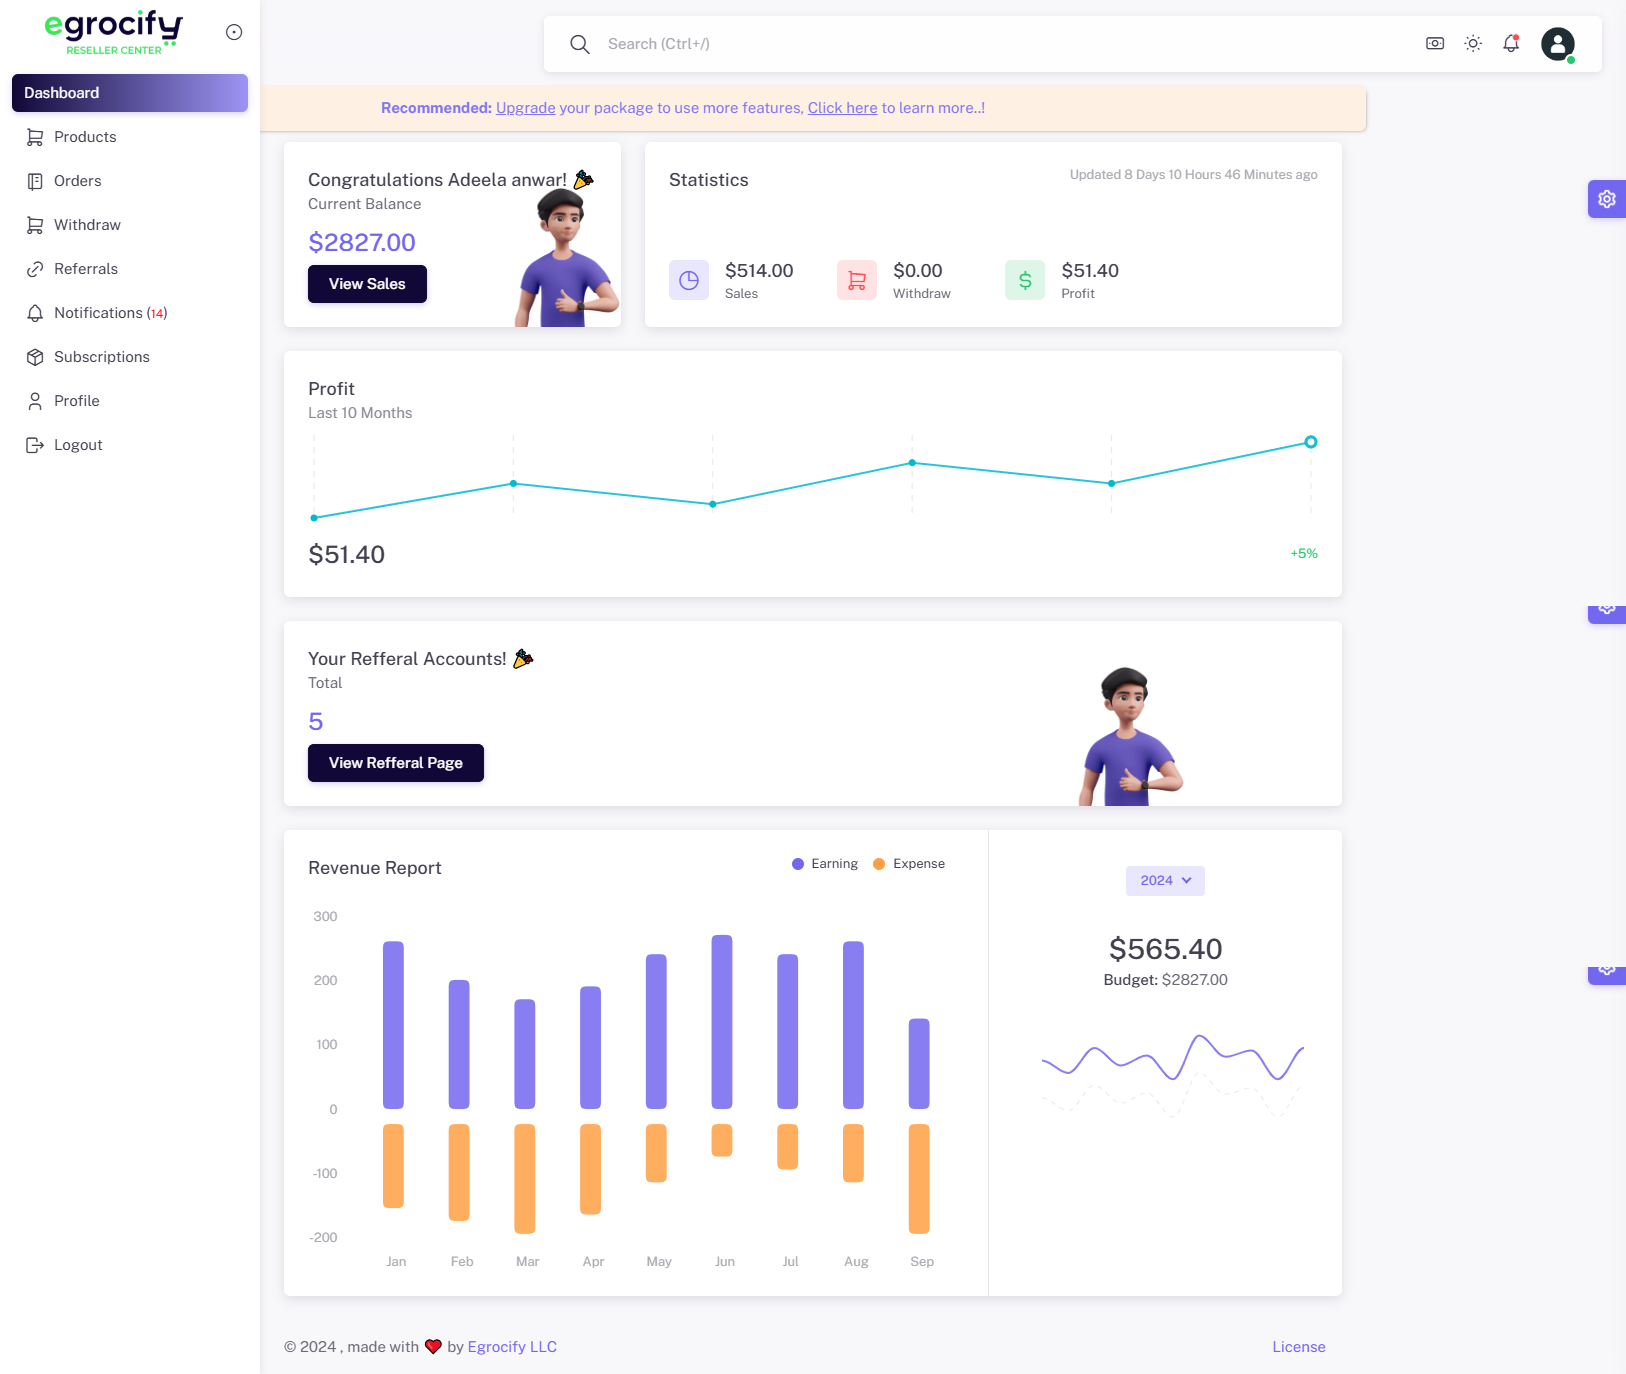 egrocify
RESELLER CENTER
Dashboard
Products
Orders
Withdraw
Referrals
Notifications (14)
Subscriptions
Profile
Logout
Search (Ctrl+/)
Recommended: Upgrade your package to use more features, Click here to learn more..!
Congratulations Adeela anwar!
Current Balance
$2827.00
View Sales
Statistics
Updated 8 Days 10 Hours 46 Minutes ago
$514.00
Sales
$0.00
Withdraw
$51.40
Profit
Profit
Last 10 Months
$51.40
+5%
Your Refferal Accounts!
Total
5
View Refferal Page
Revenue Report
Earning
Expense
300
200
100
0
-100
-200
Jan Feb Mar Apr May Jun Jul Aug Sep
2024
$565.40
Budget: $2827.00
© 2024 , made with ❤️ by Egrocify LLC
License